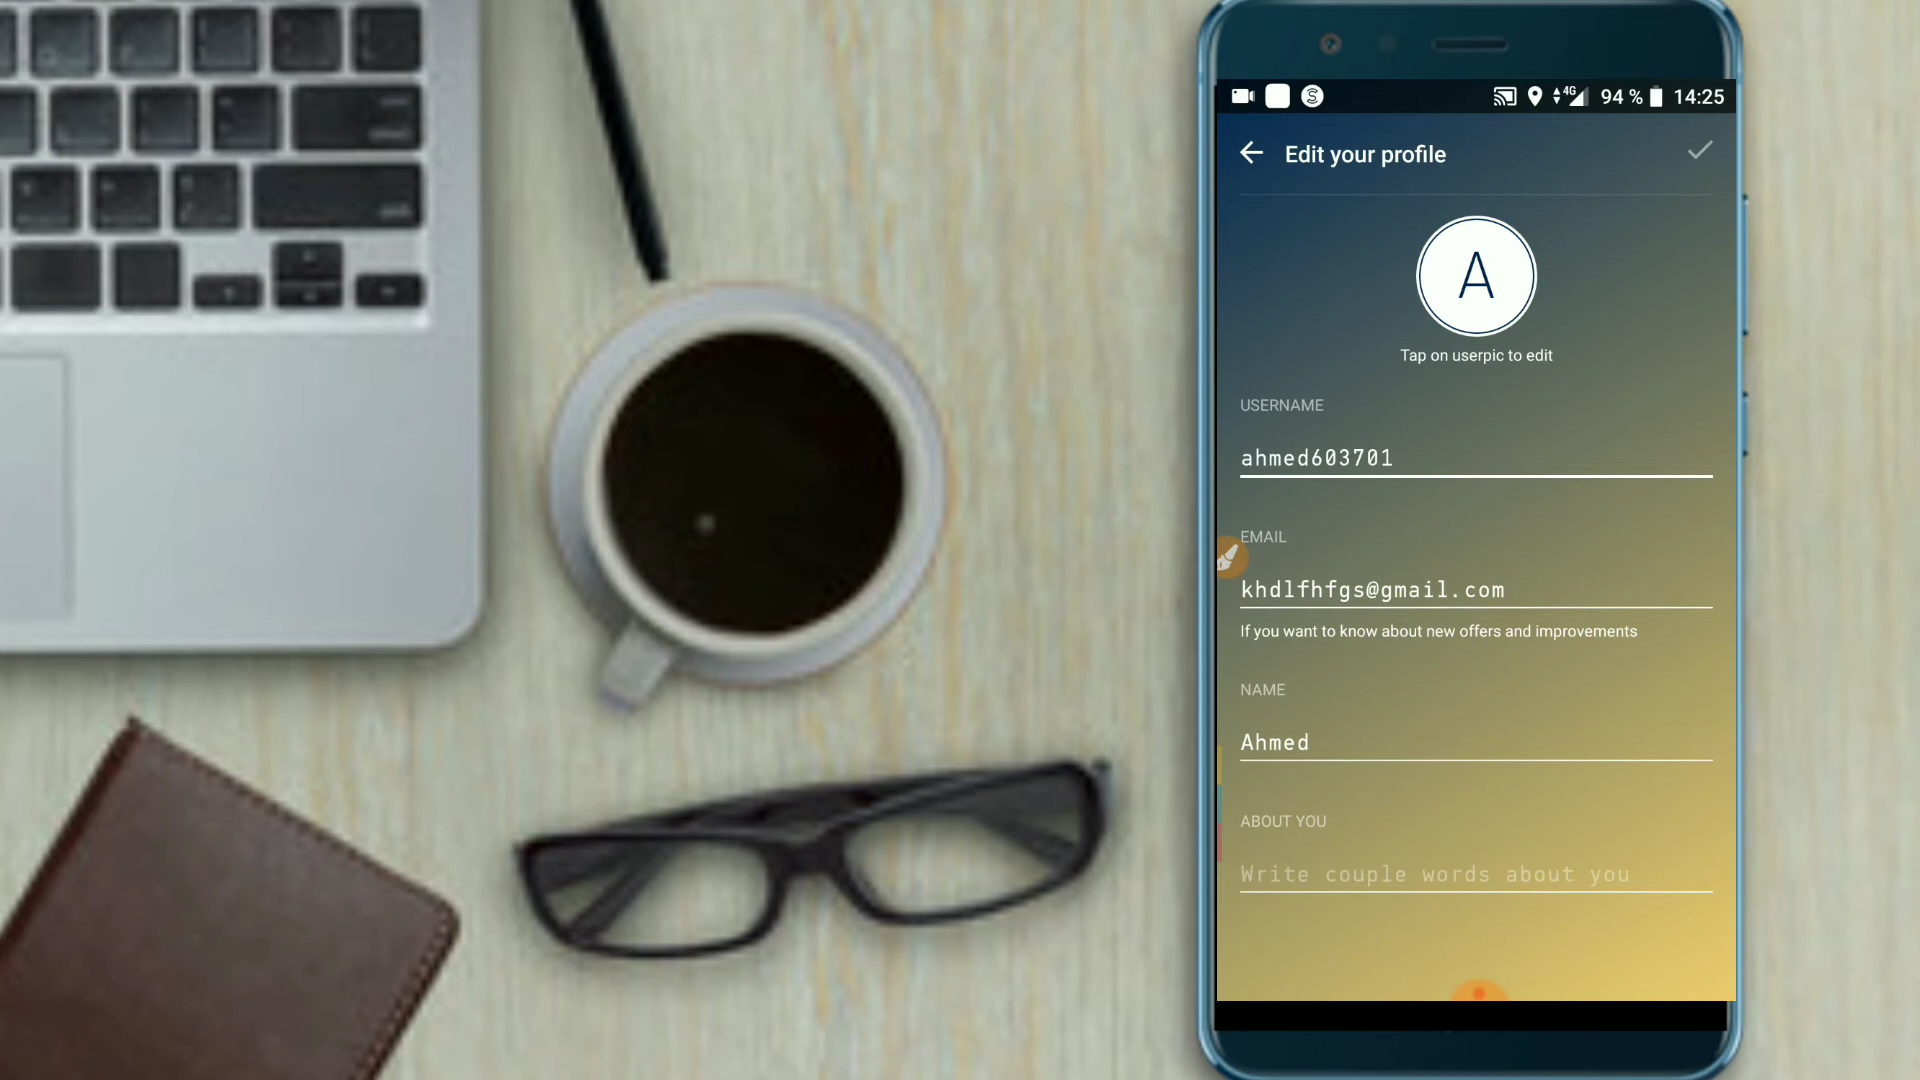 4G 94 % 14:25
Edit your profile
A
Tap on userpic to edit
USERNAME
ahmed603701
EMAIL
khdlfhfgs@gmail.com
If you want to know about new offers and improvements
NAME
Ahmed
ABOUT YOU
Write couple words about you